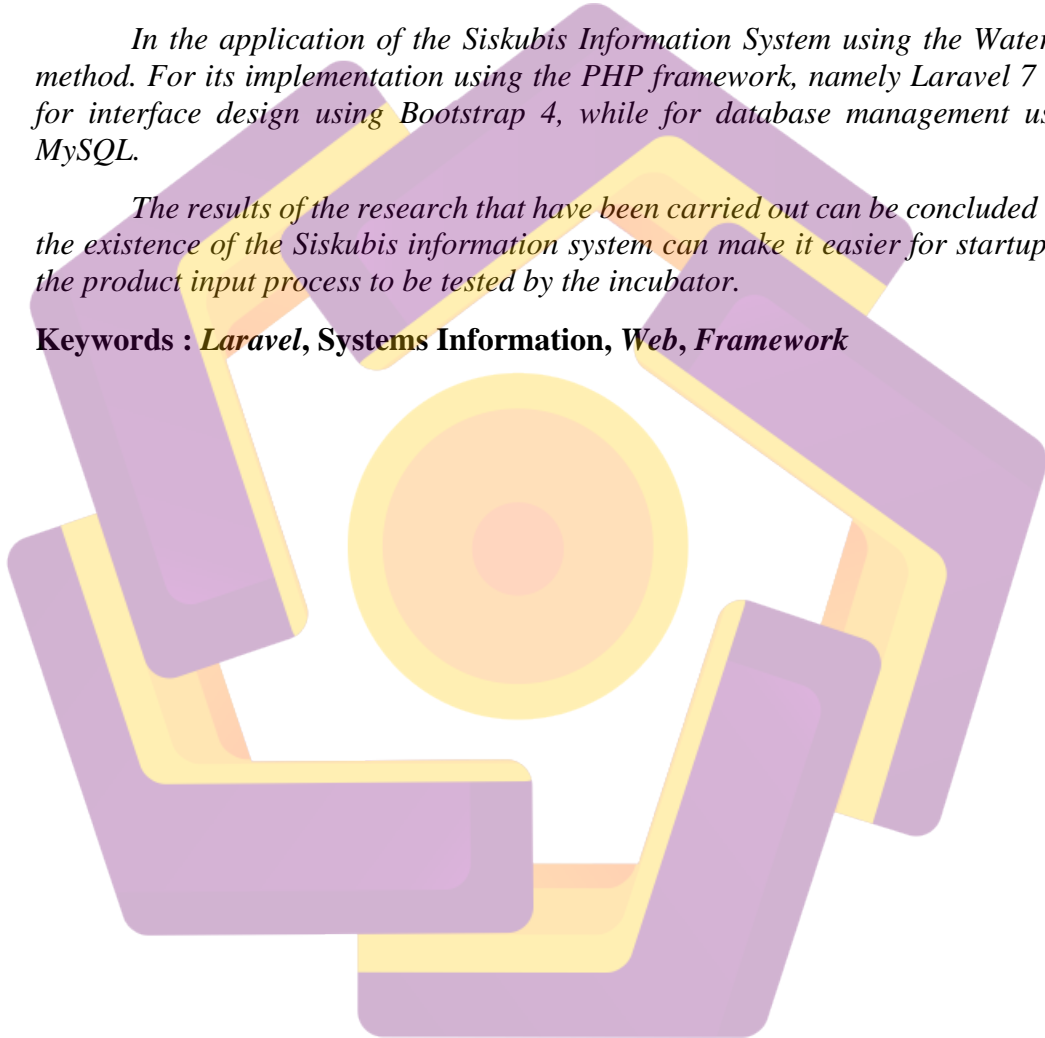 In the application of the Siskubis Information System using the Water
method. For its implementation using the PHP framework, namely Laravel 7
for interface design using Bootstrap 4, while for database management us
MySQL.
The results of the research that have been carried out can be concluded
the existence of the Siskubis information system can make it easier for startup
the product input process to be tested by the incubator.
Keywords : Laravel, Systems Information, Web, Framework